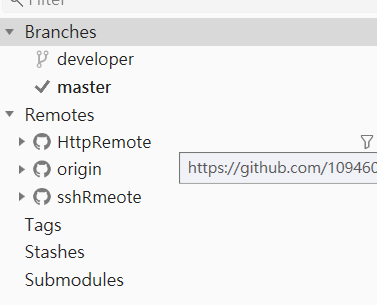 Filter
Branches
developer
master
Remotes
HttpRemote
origin
https://github.com/109460
sshRmeote
Tags
Stashes
Submodules